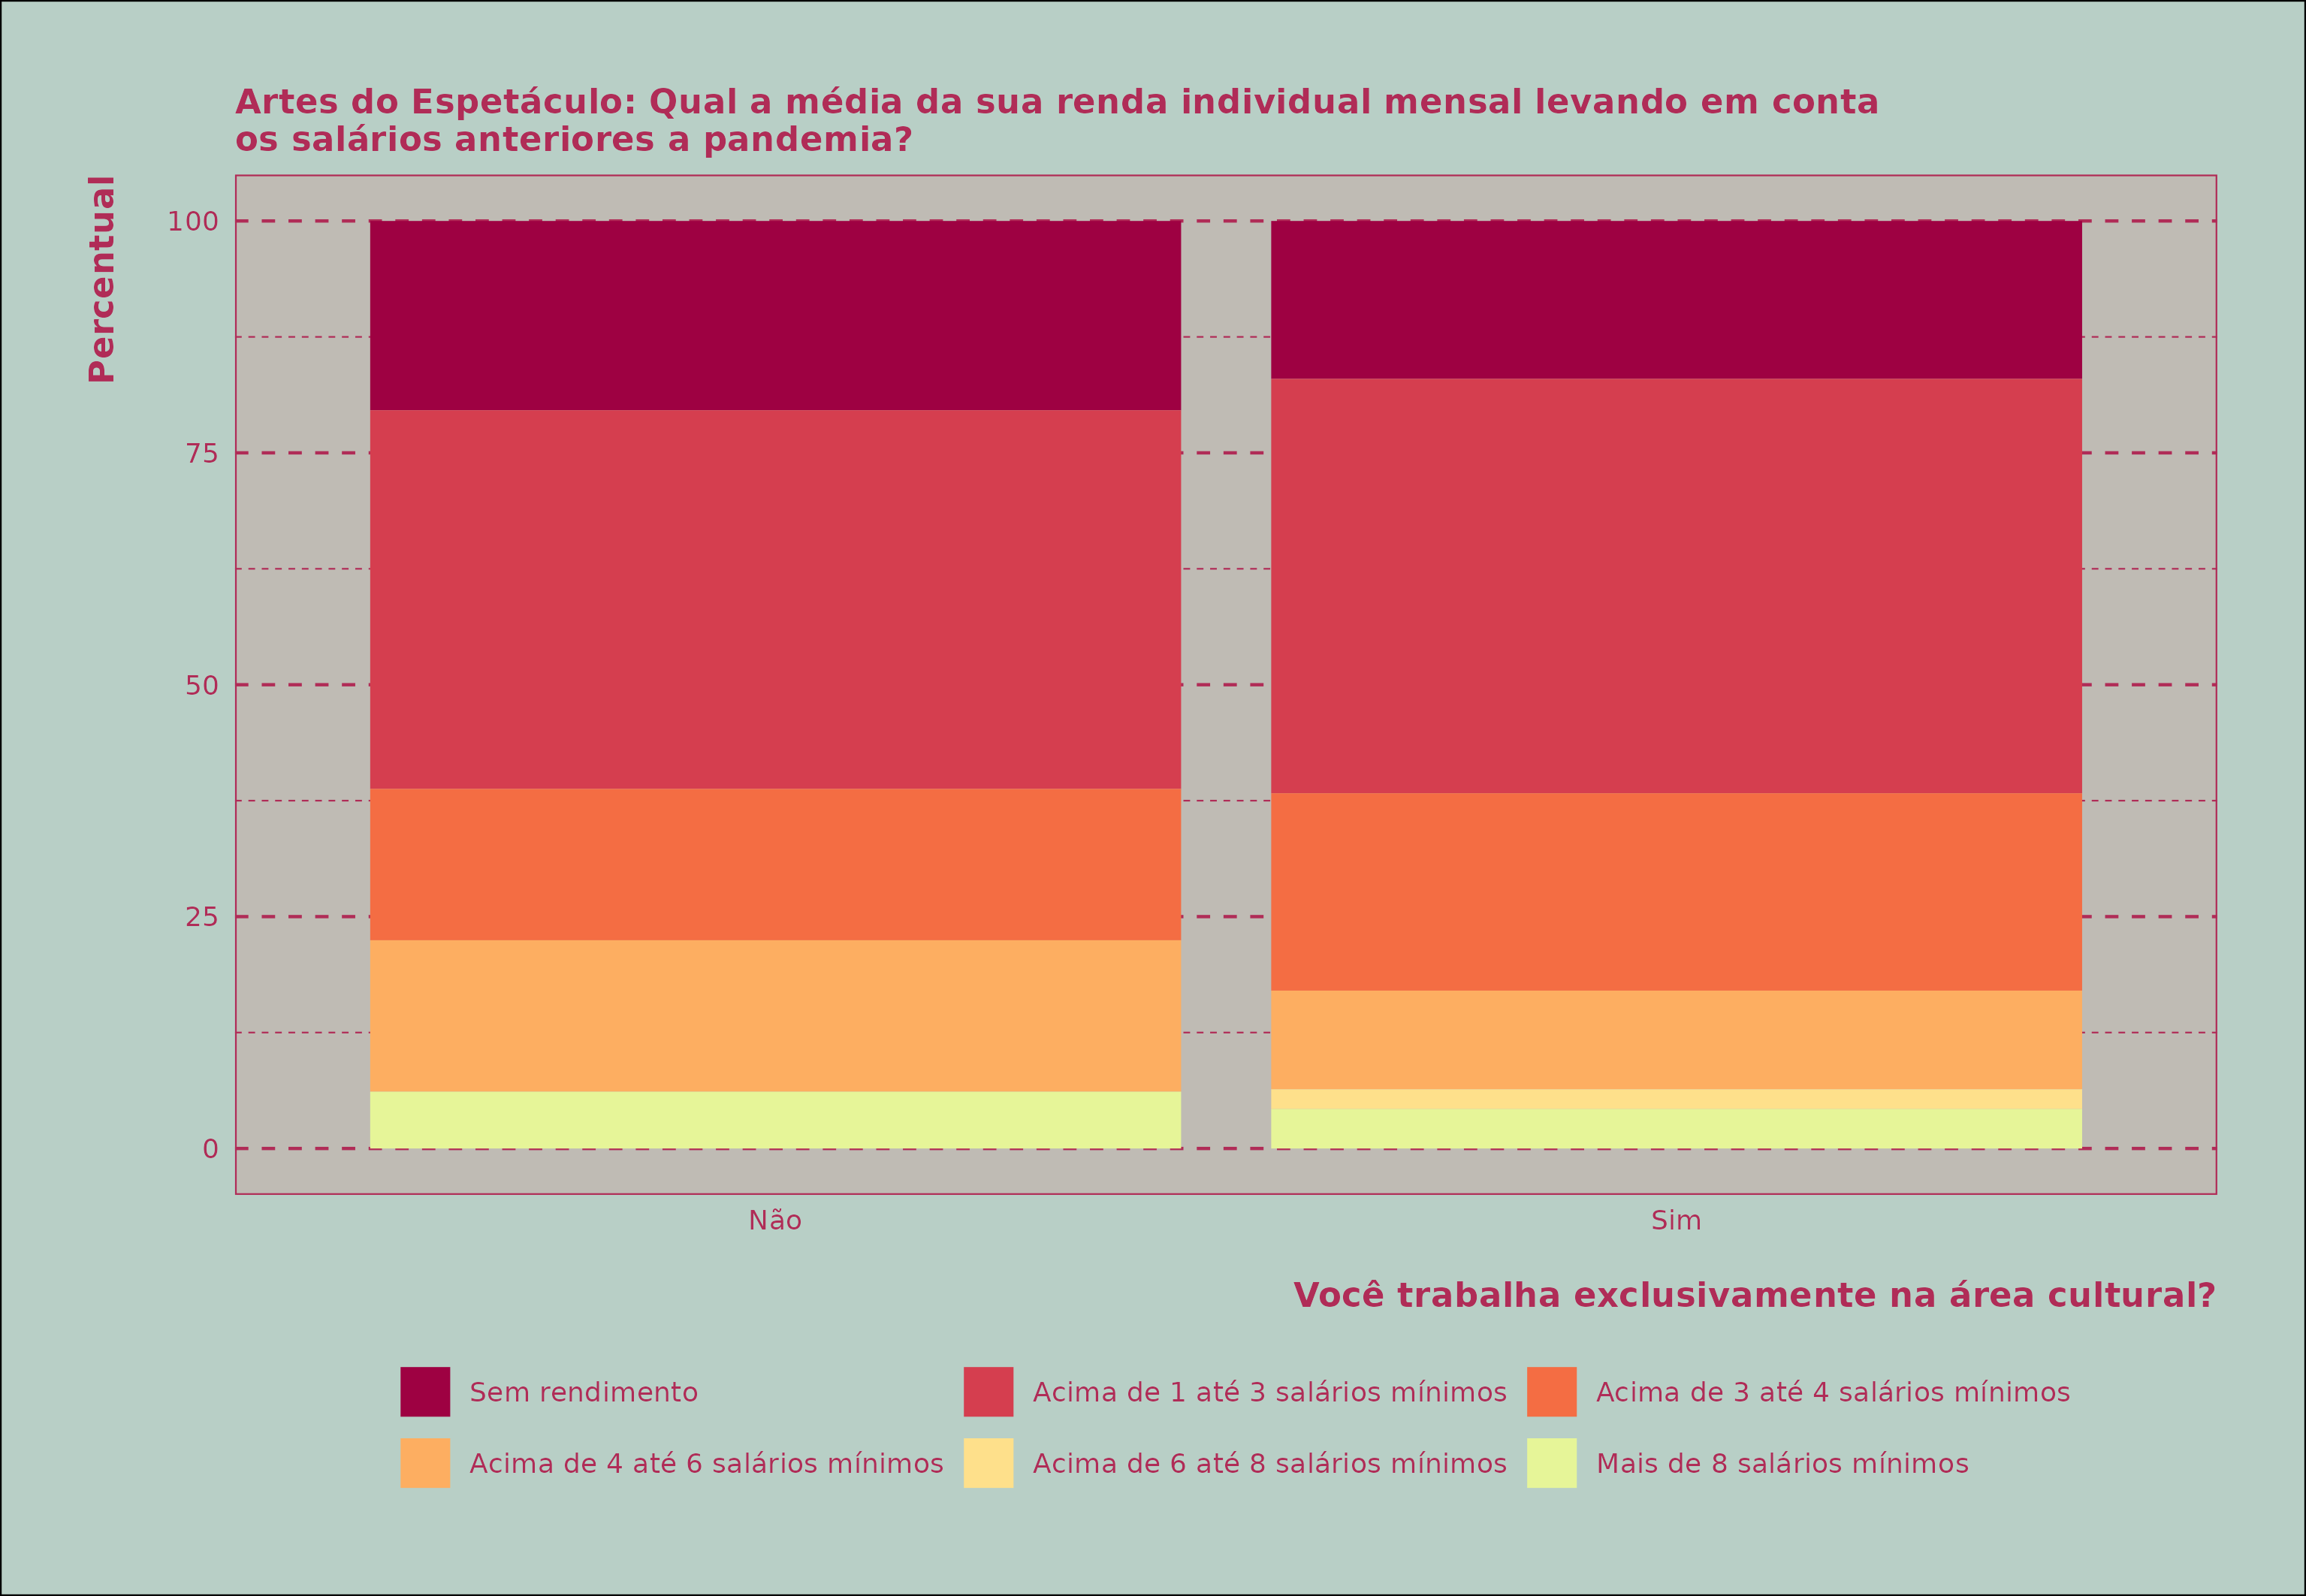 Artes do Espetáculo: Qual a média da sua renda individual mensal levando em conta
os salários anteriores a pandemia?
Percentual
100
75
50
25
0
Não
Sim
Você trabalha exclusivamente na área cultural?
Sem rendimento
Acima de 1 até 3 salários mínimos
Acima de 3 até 4 salários mínimos
Acima de 4 até 6 salários mínimos
Acima de 6 até 8 salários mínimos
Mais de 8 salários mínimos